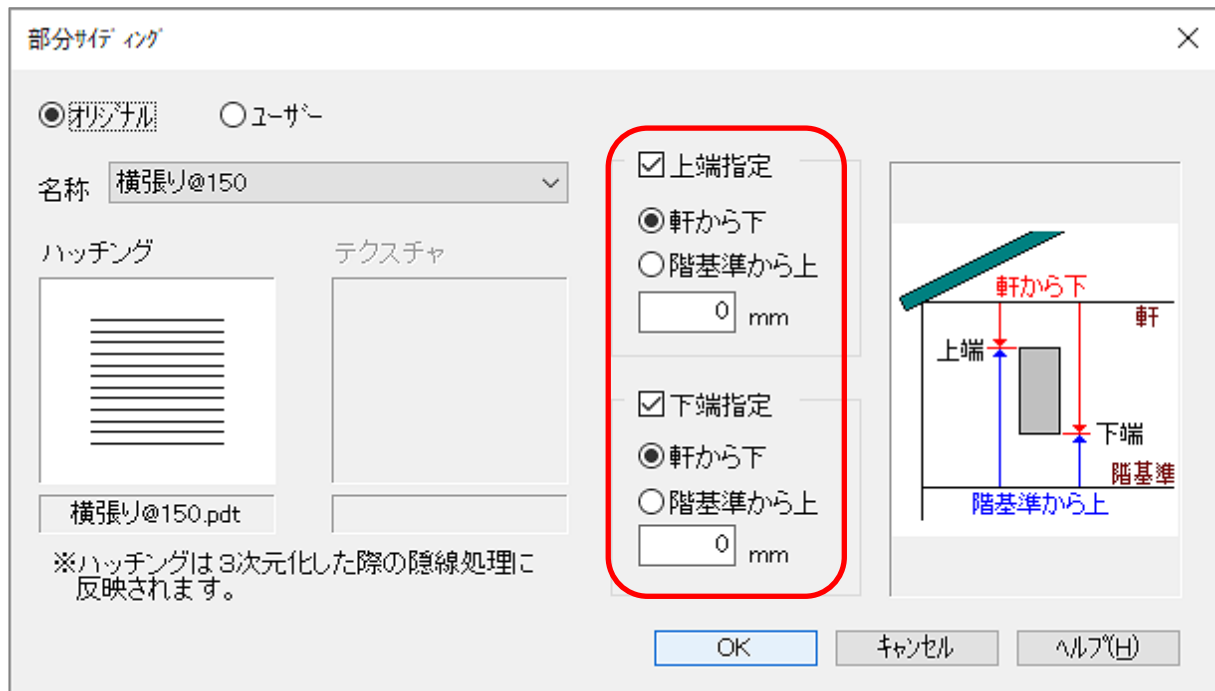 部分ｻｲﾃﾞｨﾝｸﾞ
ｵﾘｼﾞﾅﾙ
ﾕｰｻﾞｰ
名称
横張り@150
ハッチング
テクスチャ
横張り@150.pdt
※ハッチングは３次元化した際の隠線処理に
反映されます。
上端指定
軒から下
階基準から上
0 mm
下端指定
軒から下
階基準から上
0 mm
軒から下
軒
上端
下端
階基準
階基準から上
OK
ｷｬﾝｾﾙ
ﾍﾙﾌﾟ(H)